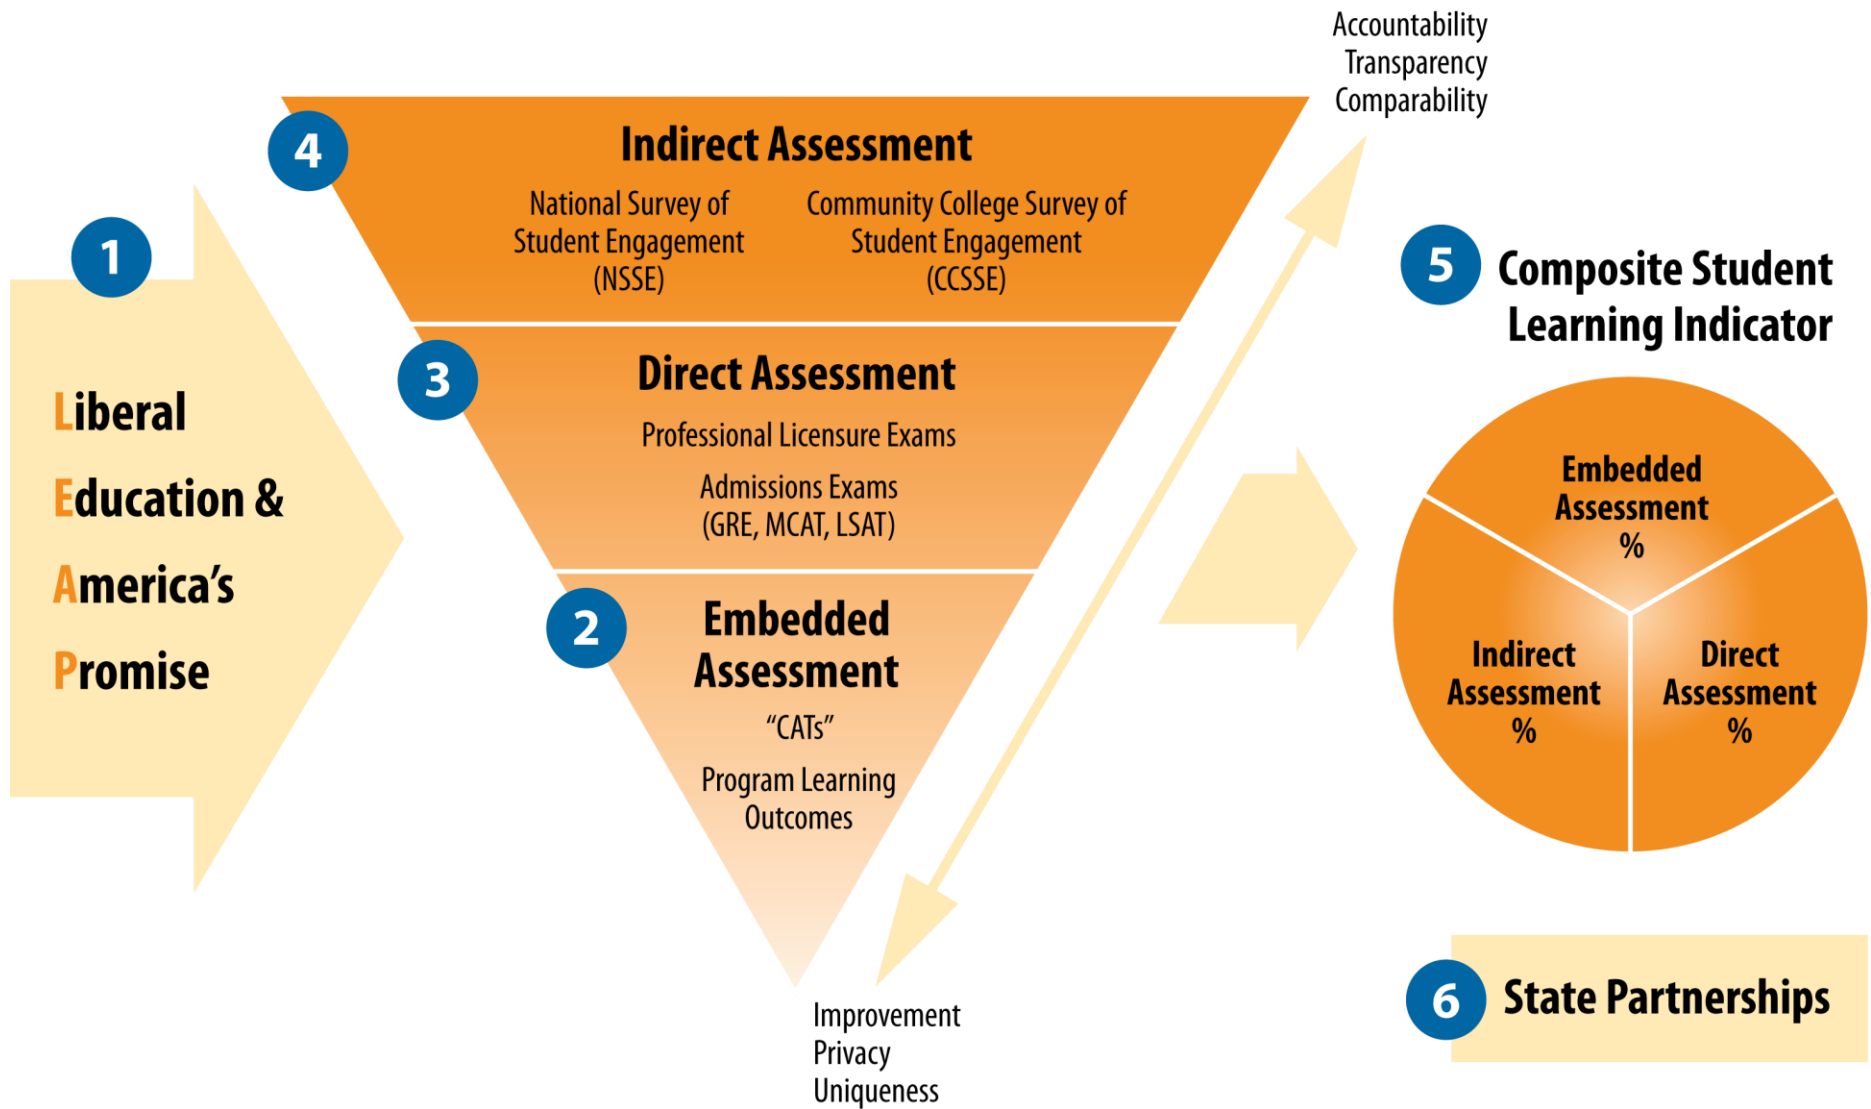 1
Liberal
Education &
America’s
Promise
4
Indirect Assessment
National Survey of
Student Engagement
(NSSE)
Community College Survey of
Student Engagement
(CCSSE)
3
Direct Assessment
Professional Licensure Exams
Admissions Exams
(GRE, MCAT, LSAT)
2
Embedded
Assessment
“CATs”
Program Learning
Outcomes
Accountability
Transparency
Comparability
Improvement
Privacy
Uniqueness
5
Composite Student
Learning Indicator
Embedded
Assessment
%
Indirect
Assessment
%
Direct
Assessment
%
6
State Partnerships